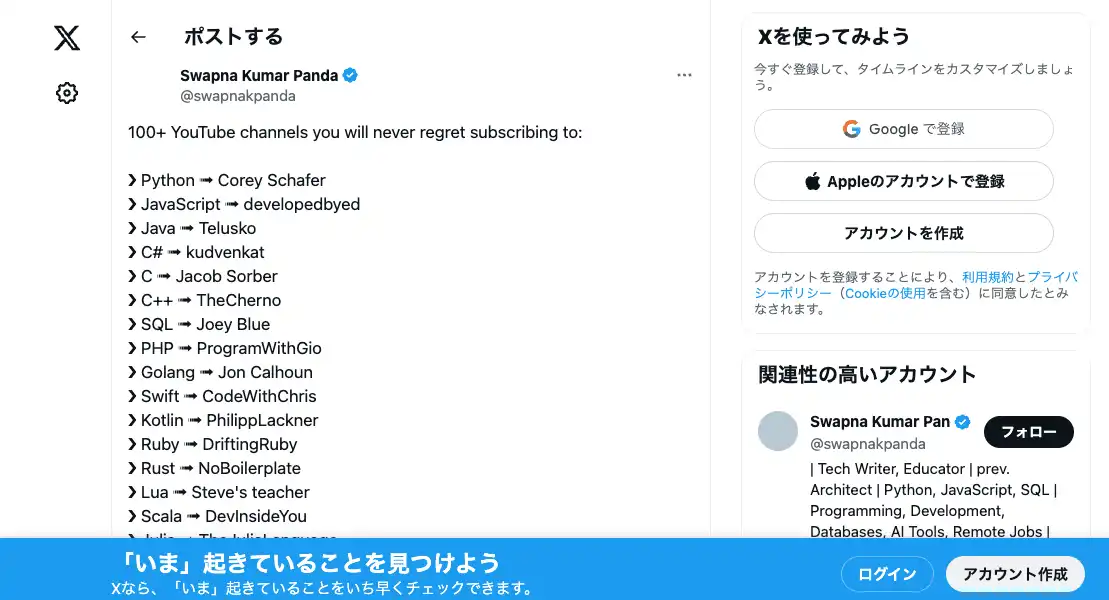 ポストする
Swapna Kumar Panda
@swapnakpanda
100+ YouTube channels you will never regret subscribing to:
❯ Python ➟ Corey Schafer
❯ JavaScript ➟ developedbyed
❯ Java ➟ Telusko
❯ C# ➟ kudvenkat
❯ C ➟ Jacob Sorber
❯ C++ ➟ TheCherno
❯ SQL ➟ Joey Blue
❯ PHP ➟ ProgramWithGio
❯ Golang ➟ Jon Calhoun
❯ Swift ➟ CodeWithChris
❯ Kotlin ➟ PhilippLackner
❯ Ruby ➟ DriftingRuby
❯ Rust ➟ NoBoilerplate
❯ Lua ➟ Steve's teacher
❯ Scala ➟ DevInsideYou
Xを使ってみよう
今すぐ登録して、タイムラインをカスタマイズしましょ
う。
Google で登録
Appleのアカウントで登録
アカウントを作成
アカウントを登録することにより、利用規約とプライバ
シーポリシー（Cookieの使用を含む）に同意したとみ
なされます。
関連性の高いアカウント
Swapna Kumar Pan
@swapnakpanda
フォロー
| Tech Writer, Educator | prev.
Architect | Python, JavaScript, SQL |
Programming, Development,
Databases, AI Tools, Remote Jobs |
「いま」起きていることを見つけよう
Xなら、「いま」起きていることをいち早くチェックできます。
ログイン
アカウント作成